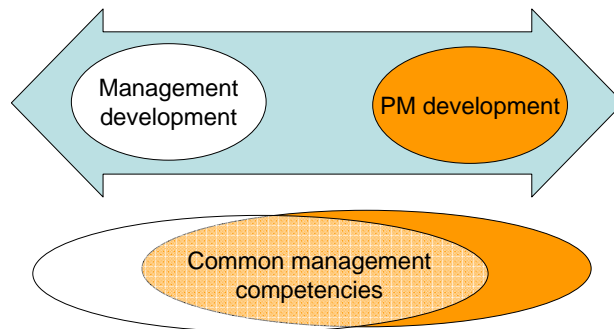 Management
development
PM development
Common management
competencies